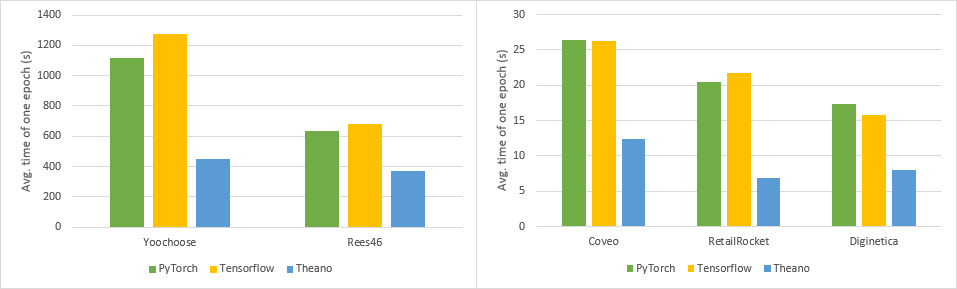 Avg. time of one epoch (s)
1400
1200
1000
800
600
400
200
0
Yoochoose
Rees46
PyTorch Tensorflow Theano
Avg. time of one epoch (s)
30
25
20
15
10
5
0
Coveo
RetailRocket
Diginetica
PyTorch Tensorflow Theano